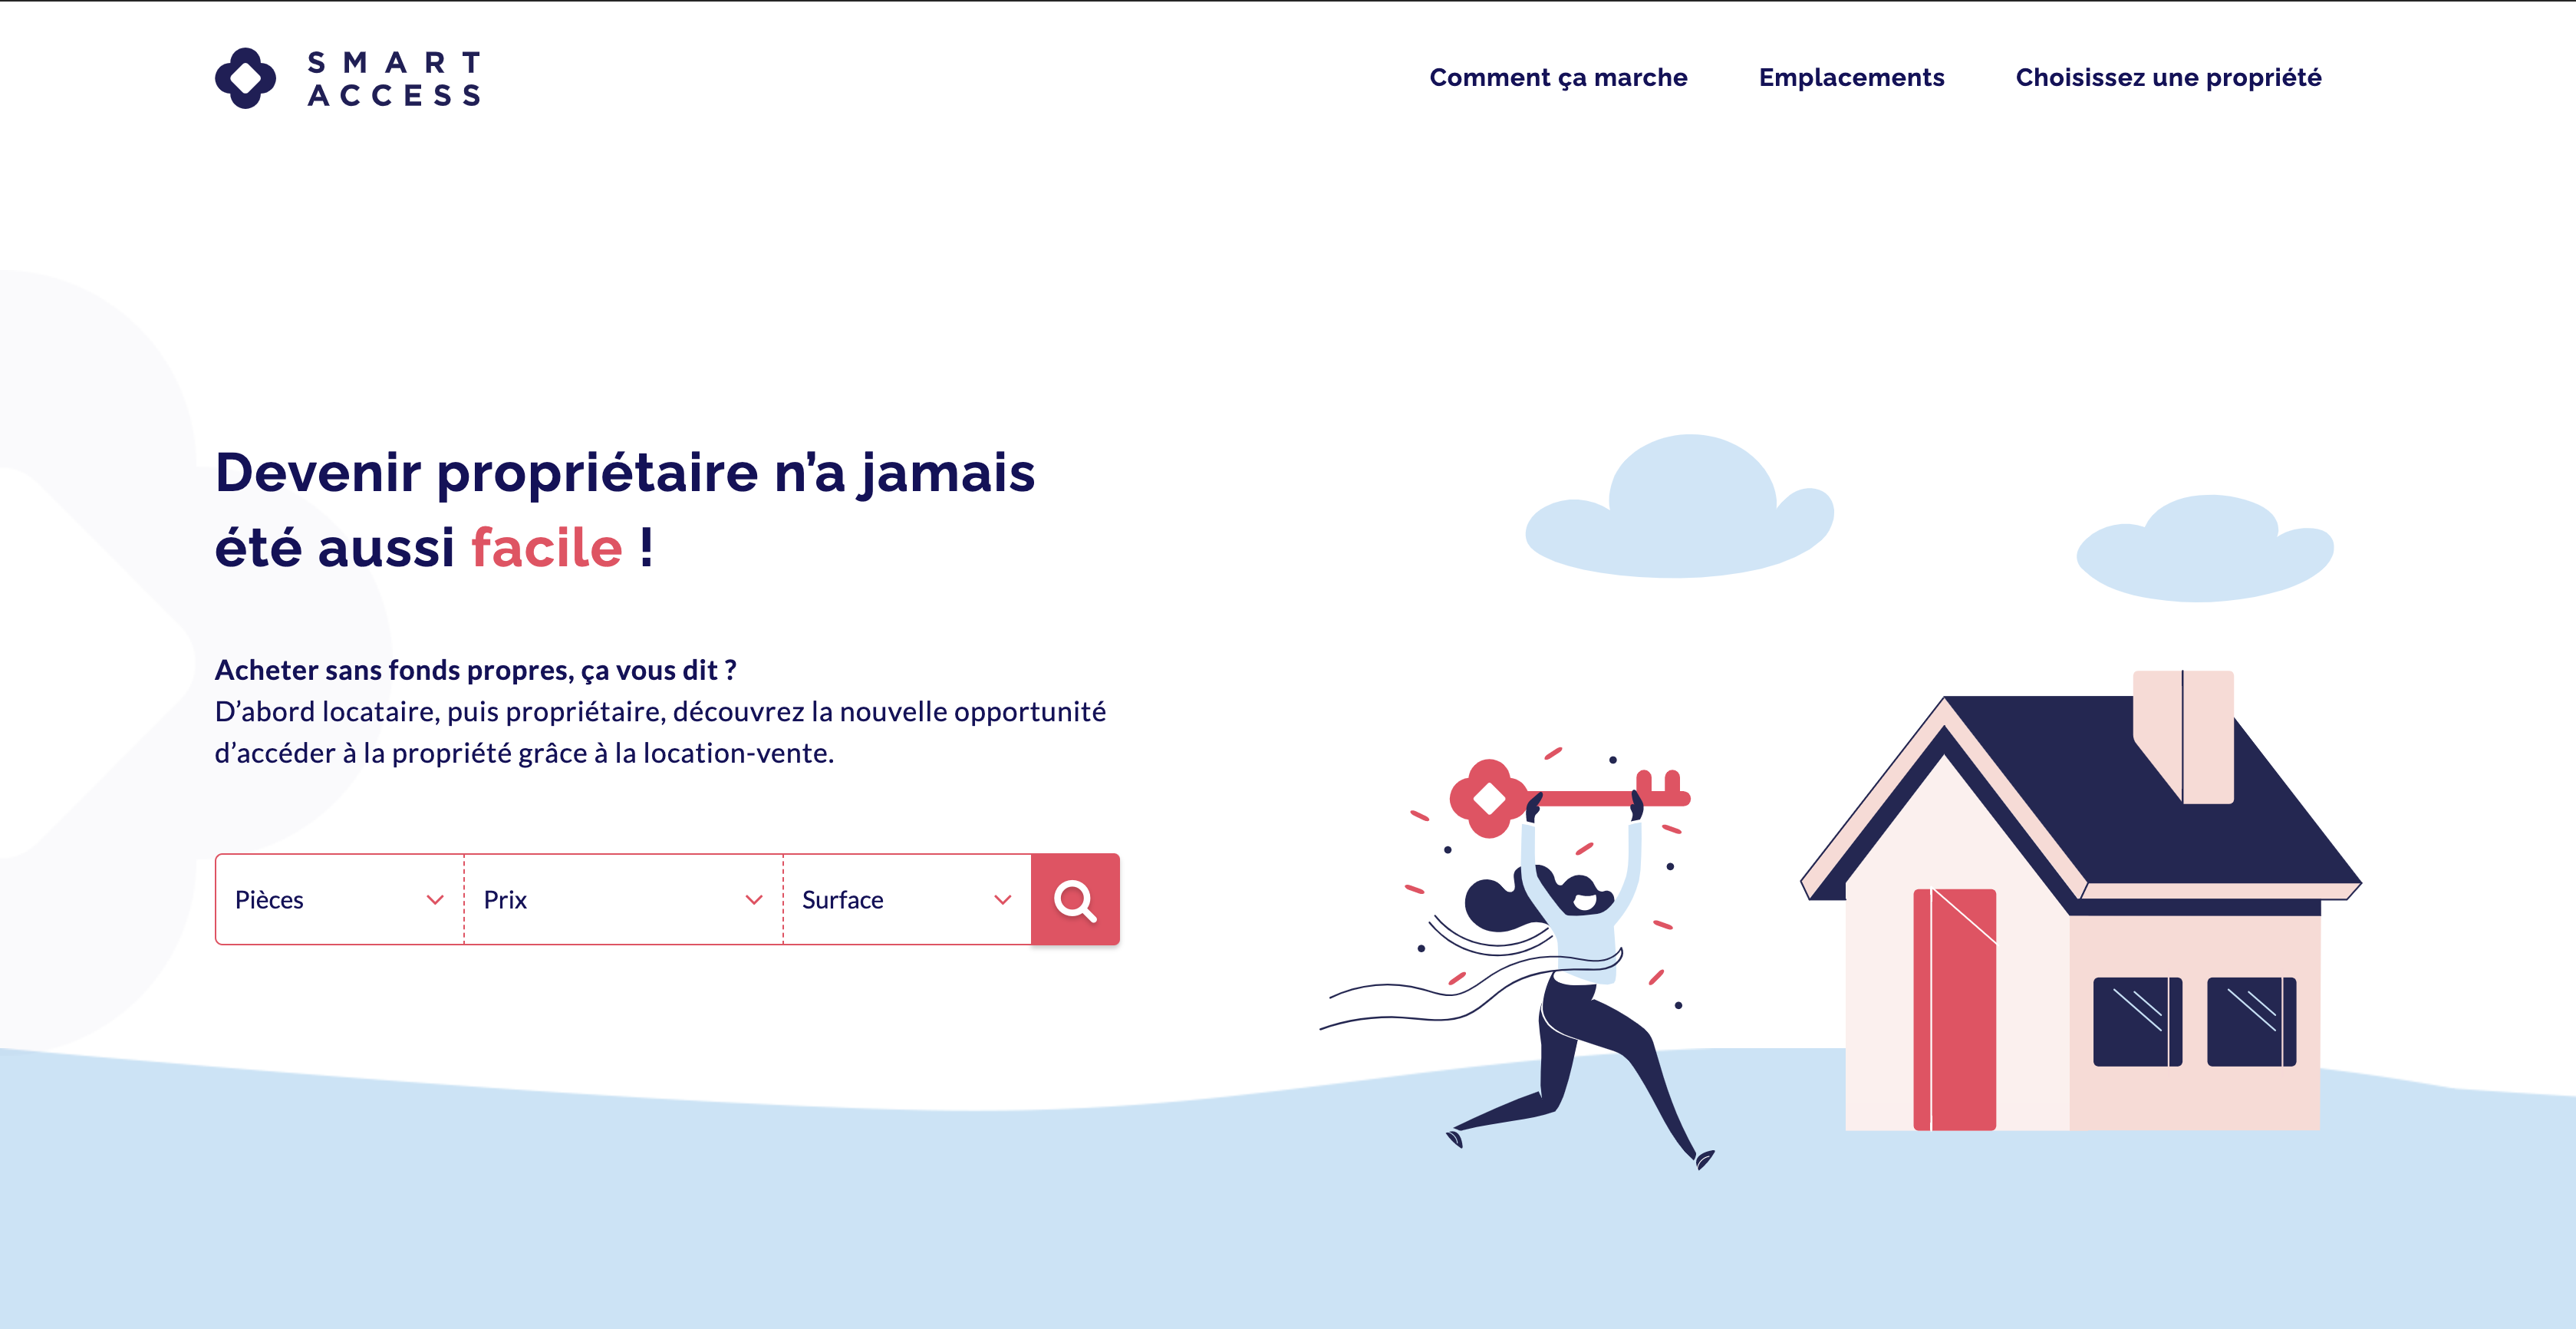 SMART
ACCESS
Comment ça marche
Emplacements
Choisissez une propriété
Devenir propriétaire n’a jamais
été aussi facile !
Acheter sans fonds propres, ça vous dit ?
D’abord locataire, puis propriétaire, découvrez la nouvelle opportunité
d’accéder à la propriété grâce à la location-vente.
Pièces
Prix
Surface